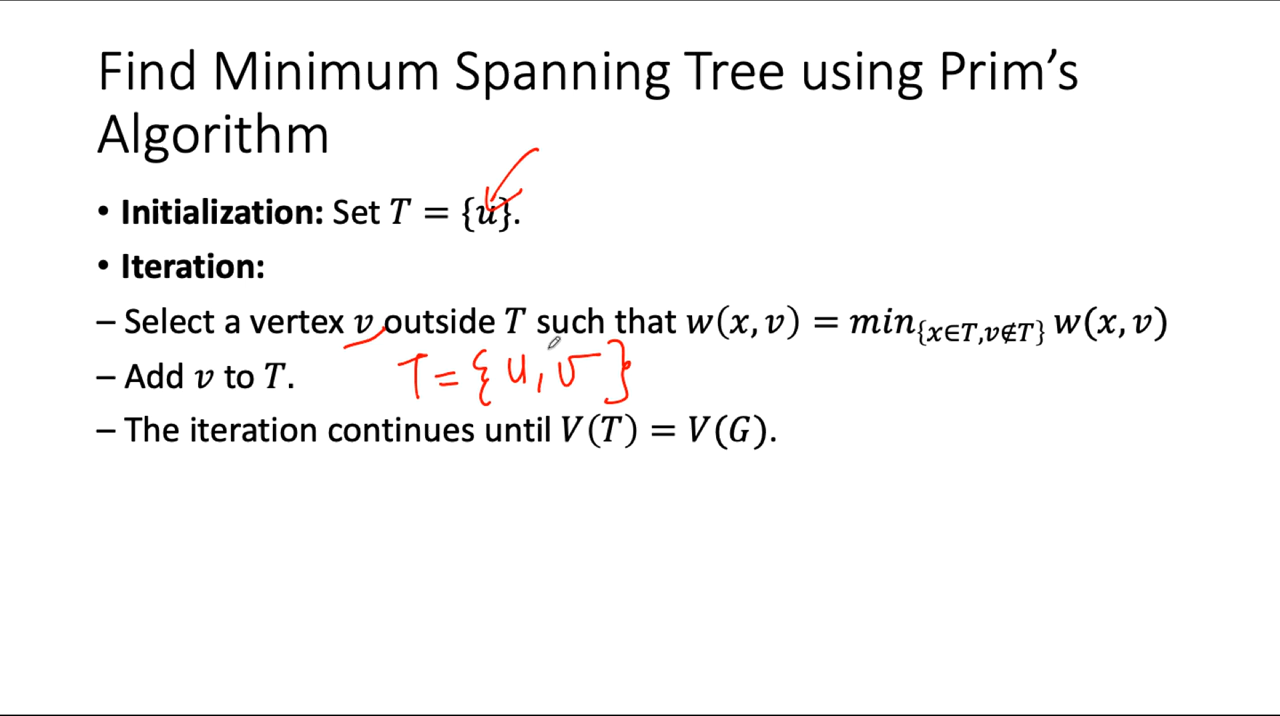 Find Minimum Spanning Tree using Prim's
Algorithm
• Initialization: Set T = {u}.
• Iteration:
– Select a vertex v outside T such that w(x, v) = min_{x∈T,v∉T} w(x, v)
– Add v to T.
T = {u, v}
– The iteration continues until V(T) = V(G).